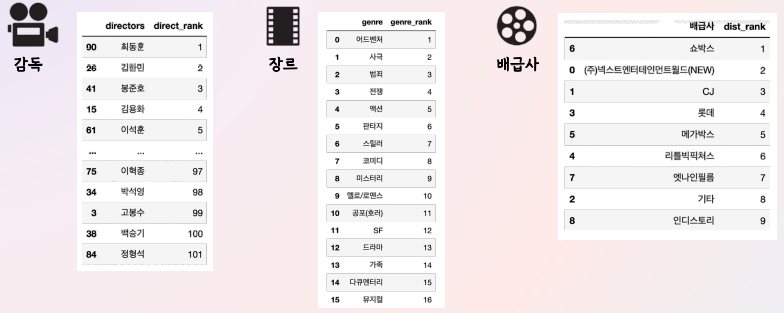 감독
directors direct_rank
90 최동훈 1
26 김한민 2
41 봉준호 3
15 김용화 4
61 이석훈 5
... ... ...
75 이혁종 97
34 박석영 98
3 고봉수 99
38 백승기 100
84 정형석 101
장르
genre genre_rank
0 어드벤처 1
1 사극 2
2 범죄 3
3 전쟁 4
4 액션 5
5 판타지 6
6 스릴러 7
7 코미디 8
8 미스터리 9
9 멜로/로맨스 10
10 공포(호러) 11
11 SF 12
12 드라마 13
13 가족 14
14 다큐멘터리 15
15 뮤지컬 16
배급사
배급사 dist_rank
6 쇼박스 1
0 (주)넥스트엔터테인먼트월드(NEW) 2
1 CJ 3
3 롯데 4
5 메가박스 5
4 리틀빅픽처스 6
7 엣나인필름 7
2 기타 8
8 인디스토리 9